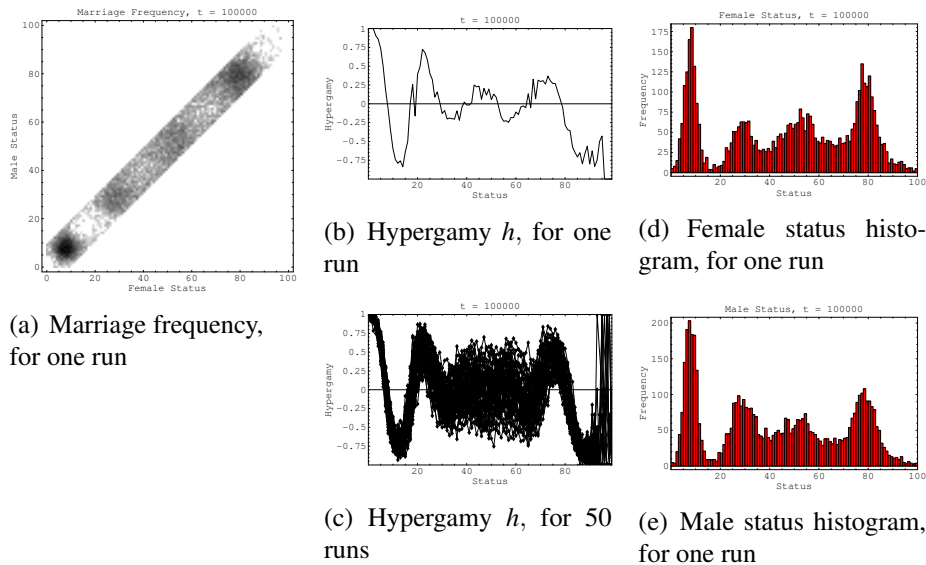 Marriage Frequency, t = 100000
100
80
60
40
20
0
Male Status
0 20 40 60 80 100
Female Status
(a) Marriage frequency,
for one run
t = 100000
1
0.75
0.5
0.25
0
-0.25
-0.5
-0.75
Hypergamy
20 40 60 80
Status
(b) Hypergamy h, for one
run
t = 100000
1
0.75
0.5
0.25
0
-0.25
-0.5
-0.75
Hypergamy
20 40 60 80
Status
(c) Hypergamy h, for 50
runs
Female Status, t = 100000
175
150
125
100
75
50
25
0
Frequency
20 40 60 80 100
Status
(d) Female status histo-
gram, for one run
Male Status, t = 100000
200
150
100
50
0
Frequency
20 40 60 80 100
Status
(e) Male status histogram,
for one run